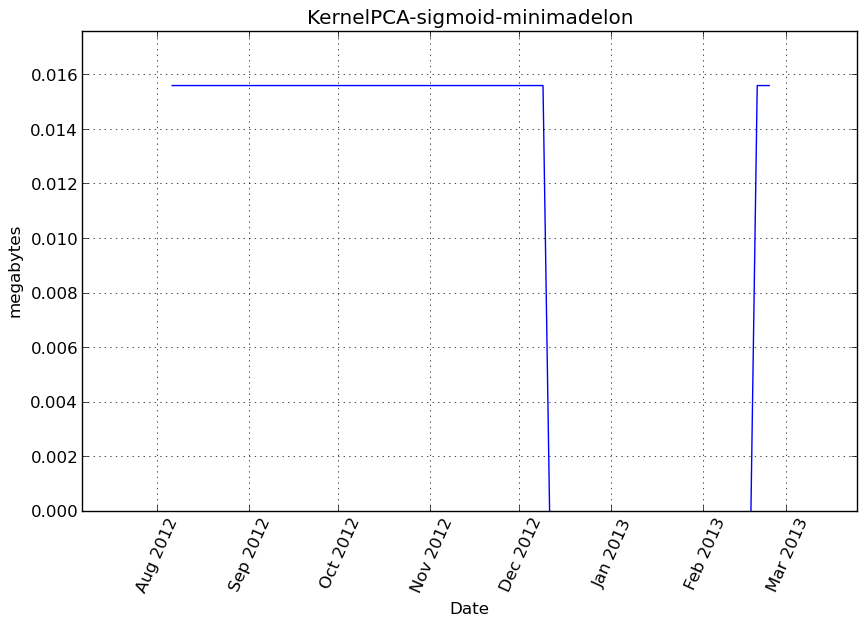 KernelPCA-sigmoid-minimadelon
0.016
0.014
0.012
0.010
0.008
0.006
0.004
0.002
0.000
megabytes
Aug 2012
Sep 2012
Oct 2012
Nov 2012
Dec 2012
Jan 2013
Feb 2013
Mar 2013
Date